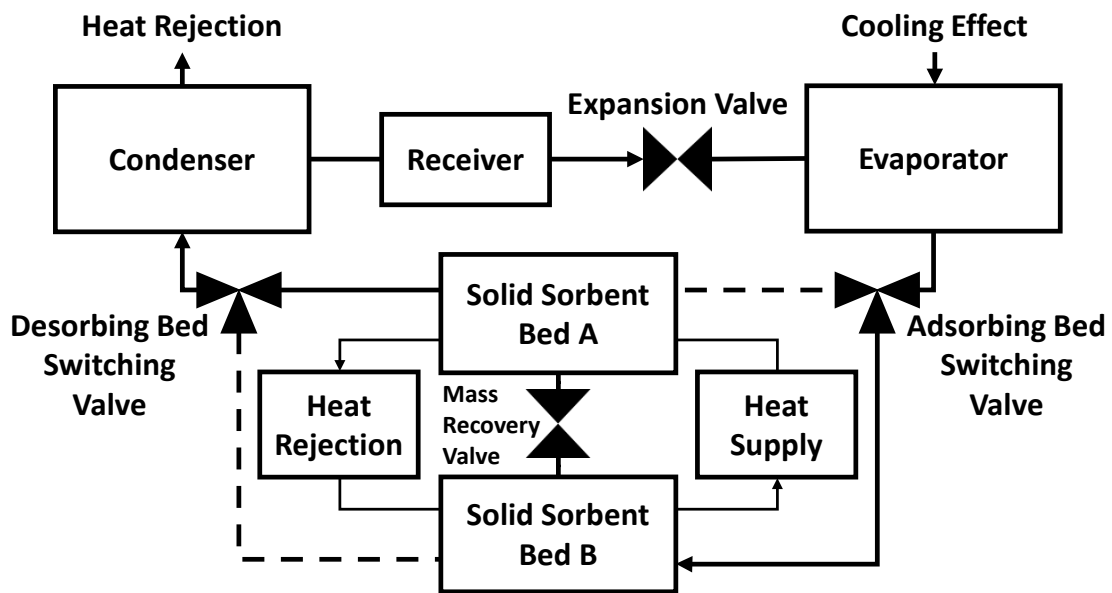 Heat Rejection
Cooling Effect
Expansion Valve
Condenser
Receiver
Evaporator
Solid Sorbent
Bed A
Desorbing Bed
Switching
Valve
Adsorbing Bed
Switching
Valve
Heat
Rejection
Mass
Recovery
Valve
Heat
Supply
Solid Sorbent
Bed B